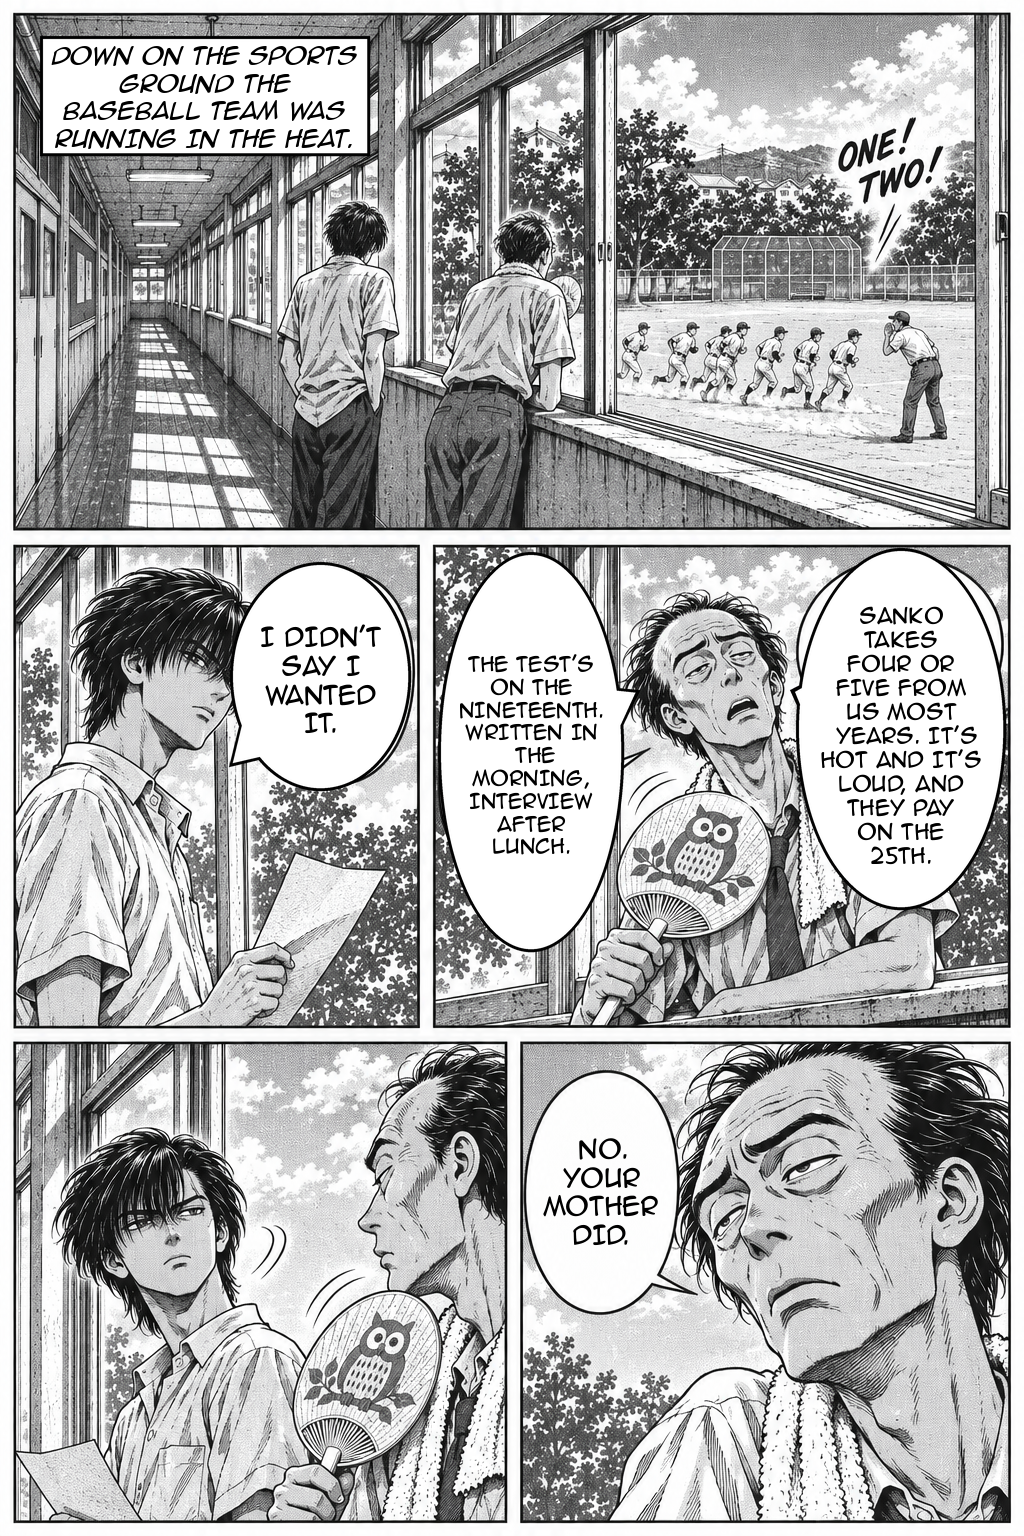 DOWN ON THE SPORTS
GROUND THE
BASEBALL TEAM WAS
RUNNING IN THE HEAT.
ONE!
TWO!
I DIDN'T
SAY I
WANTED
IT.
THE TEST'S
ON THE
NINETEENTH.
WRITTEN IN
THE
MORNING,
INTERVIEW
AFTER
LUNCH.
SANKO
TAKES
FOUR OR
FIVE FROM
US MOST
YEARS. IT'S
HOT AND IT'S
LOUD, AND
THEY PAY
ON THE
25TH.
NO.
YOUR
MOTHER
DID.